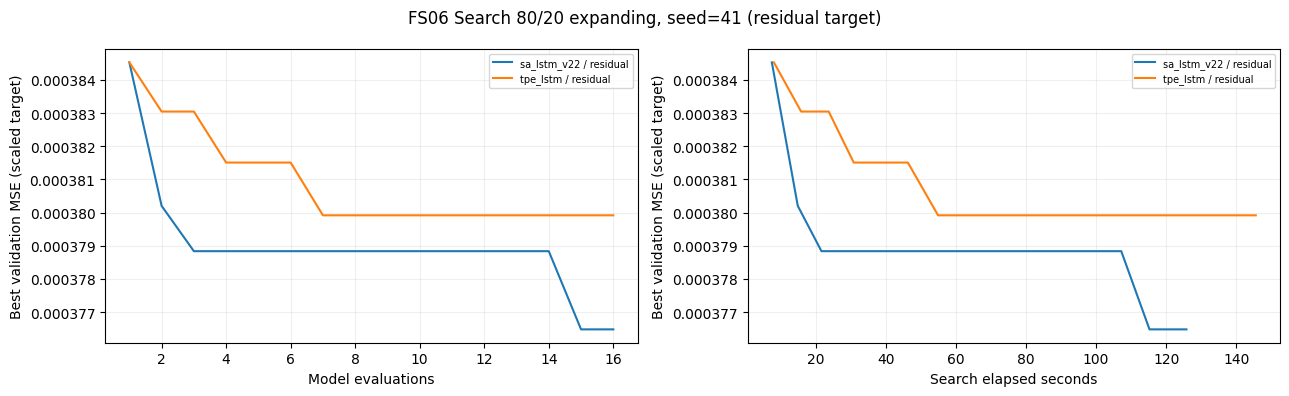 FS06 Search 80/20 expanding, seed=41 (residual target)
Best validation MSE (scaled target)
0.000384
0.000383
0.000382
0.000381
0.000380
0.000379
0.000378
0.000377
sa_lstm_v22 / residual
tpe_lstm / residual
2 4 6 8 10 12 14 16
Model evaluations
Best validation MSE (scaled target)
0.000384
0.000383
0.000382
0.000381
0.000380
0.000379
0.000378
0.000377
sa_lstm_v22 / residual
tpe_lstm / residual
20 40 60 80 100 120 140
Search elapsed seconds